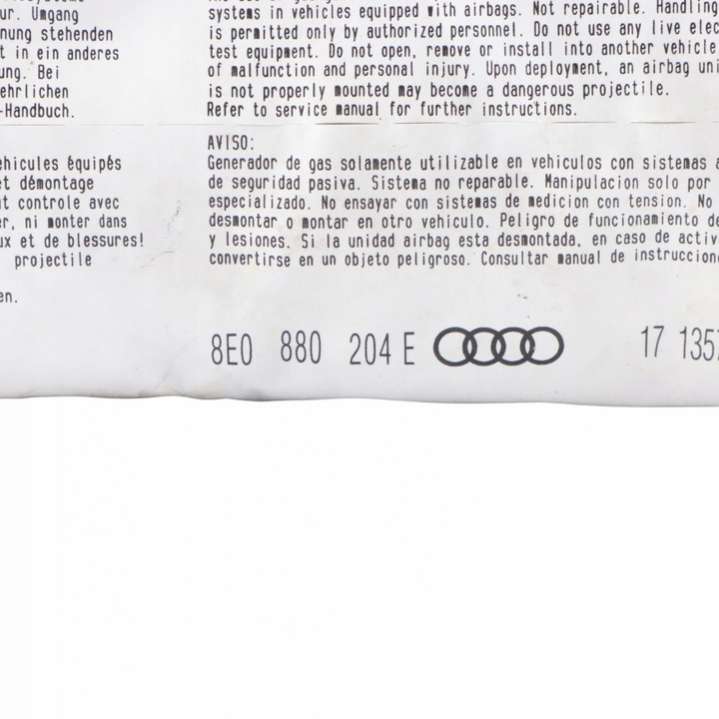 ur. Umgang
nung stehenden
t in ein anderes
ung. Bei
ehrlichen
-Handbuch.
systems in vehicles equipped with airbags. Not repairable. Handling
is permitted only by authorized personnel. Do not use any live elec
test equipment. Do not open, remove or install into another vehicle
of malfunction and personal injury. Upon deployment, an airbag uni
is not properly mounted may become a dangerous projectile.
Refer to service manual for further instructions.
éhicules équipés
et démontage
nt controle avec
er, ni monter dans
ux et de blessures!
projectile
en.
AVISO:
Generador de gas solamente utilizable en vehiculos con sistemas a
de seguridad pasiva. Sistema no reparable. Manipulacion solo por
especializado. No ensayar con sistemas de medicion con tension. No
desmontar o montar en otro vehiculo. Peligro de funcionamiento de
y lesiones. Si la unidad airbag esta desmontada, en caso de activ
convertirse en un objeto peligroso. Consultar manual de instruccion
8E0 880 204 E 17 1357